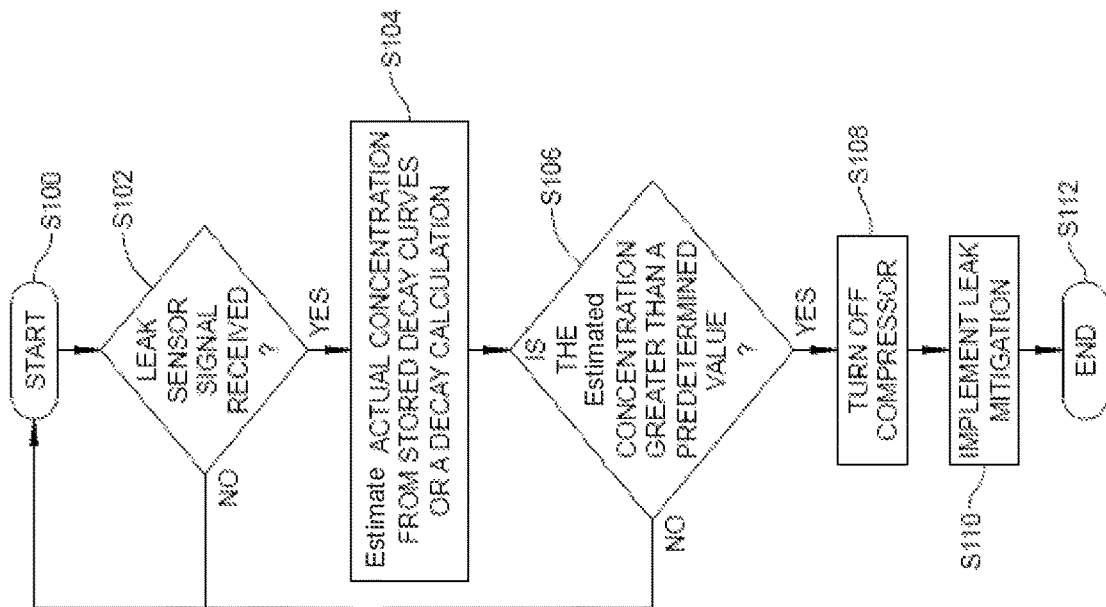 START
S100
LEAK
SENSOR
SIGNAL
RECEIVED
?
S102
NO
YES
Estimate ACTUAL CONCENTRATION
FROM STORED DECAY CURVES
OR A DECAY CALCULATION
S104
IS
THE
Estimated
CONCENTRATION
GREATER THAN A
PREDETERMINED
VALUE
?
S106
NO
YES
TURN OFF
COMPRESSOR
S108
IMPLEMENT LEAK
MITIGATION
S110
END
S112